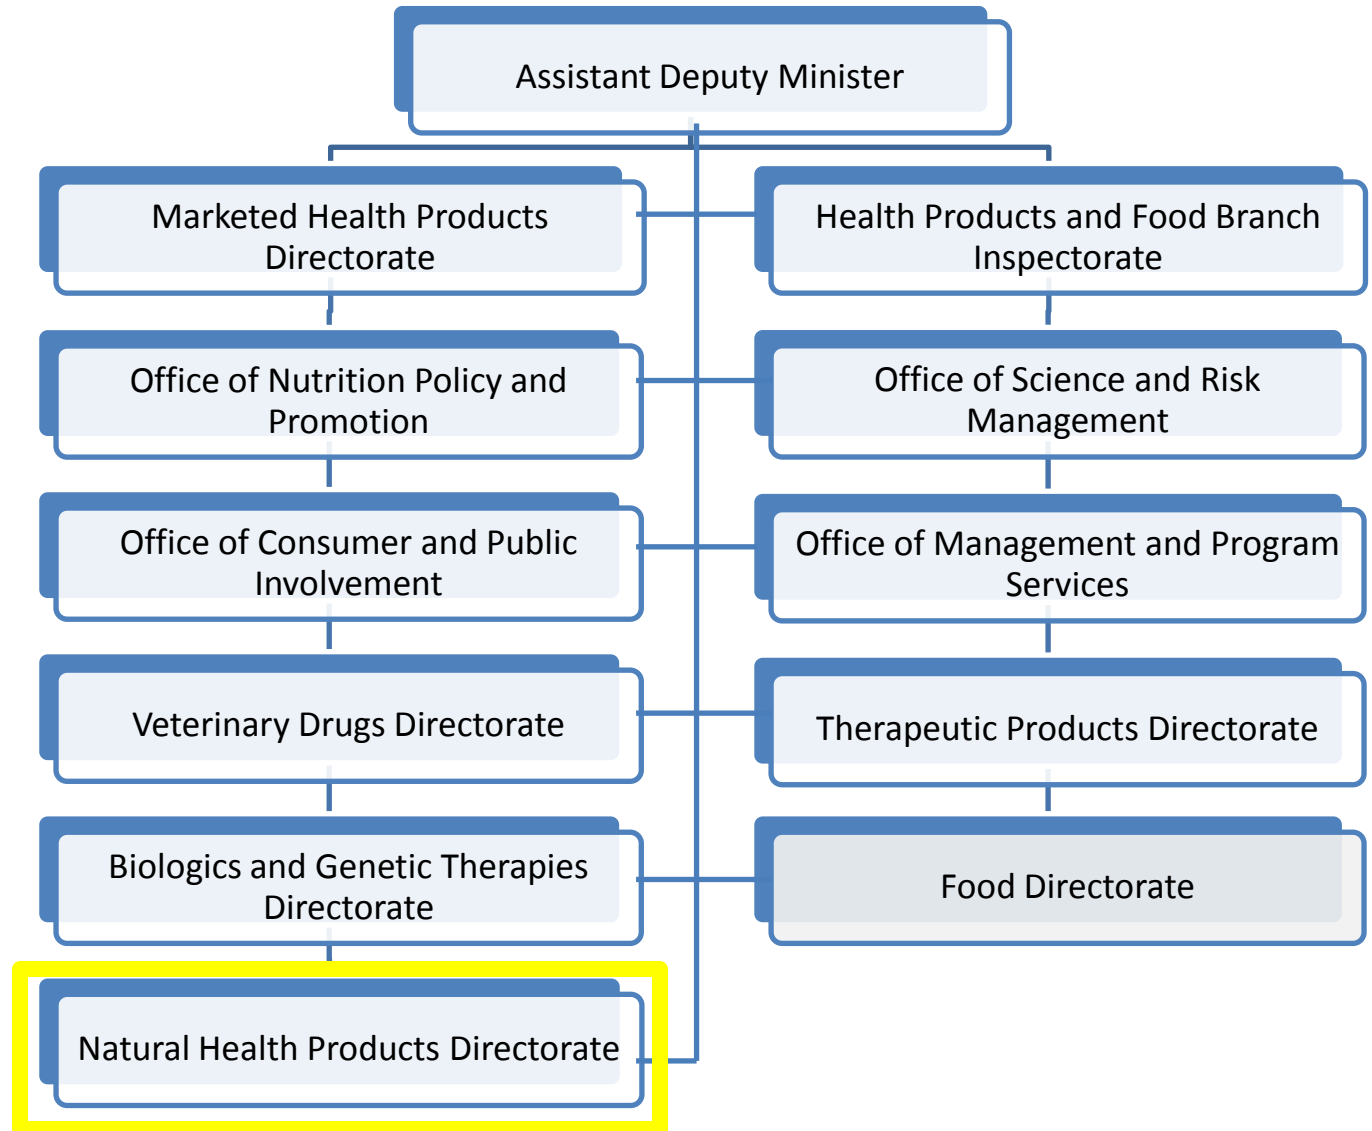 Assistant Deputy Minister
Marketed Health Products
Directorate
Health Products and Food Branch
Inspectorate
Office of Nutrition Policy and
Promotion
Office of Science and Risk
Management
Office of Consumer and Public
Involvement
Office of Management and Program
Services
Veterinary Drugs Directorate
Therapeutic Products Directorate
Biologics and Genetic Therapies
Directorate
Food Directorate
Natural Health Products Directorate